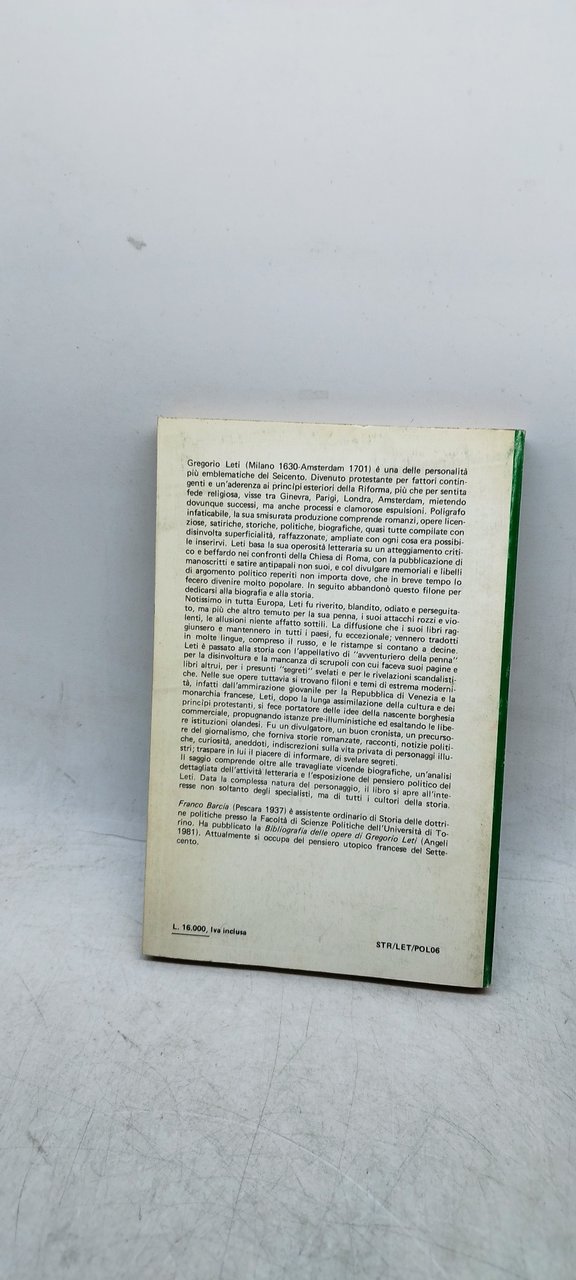 Gregorio Leti (Milano 1630-Amsterdam 1701) è una delle personalità
più emblematiche del Seicento. Divenuto protestante per fattori contin-
genti e un'aderenza ai principi esteriori della Riforma, più che per sentita
fede religiosa, visse tra Ginevra, Parigi, Londra, Amsterdam, mietendo
dovunque successi, ma anche processi e clamorose espulsioni. Poligrafo
infaticabile, la sua smisurata produzione comprende romanzi, opere licen-
ziose, satiriche, storiche, politiche, biografiche, quasi tutte compilate con
disinvolta superficialità, raffazzonate, ampliate con ogni cosa era possibi-
le inserirvi. Leti basa la sua operosità letteraria su un atteggiamento criti-
co e beffardo nei confronti della Chiesa di Roma, con la pubblicazione di
manoscritti e satire antipapali non suoi, e col divulgare memoriali e libelli
di argomento politico reperiti non importa dove, che in breve tempo lo
fecero divenire molto popolare. In seguito abbandonò questo filone per
dedicarsi alla biografia e alla storia.
Notissimo in tutta Europa, Leti fu riverito, blandito, odiato e perseguita-
to, ma più che altro temuto per la sua penna, i suoi attacchi rozzi e vio-
lenti, le allusioni niente affatto sottili. La diffusione che i suoi libri rag-
giunsero e mantennero in tutti i paesi, fu eccezionale; vennero tradotti
in molte lingue, compreso il russo, e le ristampe si contano a decine.
Leti è passato alla storia con l'appellativo di "avventuriero della penna"
per la disinvoltura e la mancanza di scrupoli con cui faceva suoi pagine e
libri altrui, per i presunti "segreti" svelati e per le rivelazioni scandalisti-
che. Nelle sue opere tuttavia si trovano filoni e temi di estrema moderni-
tà, infatti dall'ammirazione giovanile per la Repubblica di Venezia e la
monarchia francese, Leti, dopo la lunga assimilazione della cultura e dei
principi protestanti, si fece portatore delle idee della nascente borghesia
commerciale, propugnando istanze pre-illuministiche ed esaltando le libe-
re istituzioni olandesi. Fu un divulgatore, un buon cronista, un precurso-
re del giornalismo, che forniva storie romanzate, racconti, notizie politi-
che, curiosità, aneddoti, indiscrezioni sulla vita privata di personaggi illu-
stri; traspare in lui il piacere di informare, di svelare segreti.
Il saggio comprende oltre alle travagliate vicende biografiche, un'analisi
dettagliata dell'attività letteraria e l'esposizione del pensiero politico del
Leti. Data la complessa natura del personaggio, il libro si apre all'inte-
resse non soltanto degli specialisti, ma di tutti i cultori della storia.
Franco Barcia (Pescara 1937) è assistente ordinario di Storia delle dottri-
ne politiche presso la Facoltà di Scienze Politiche dell'Università di To-
rino. Ha pubblicato la Bibliografia delle opere di Gregorio Leti (Angeli
1981). Attualmente si occupa del pensiero utopico francese del Sette-
cento.
L. 16.000, Iva inclusa
STR/LET/POL06